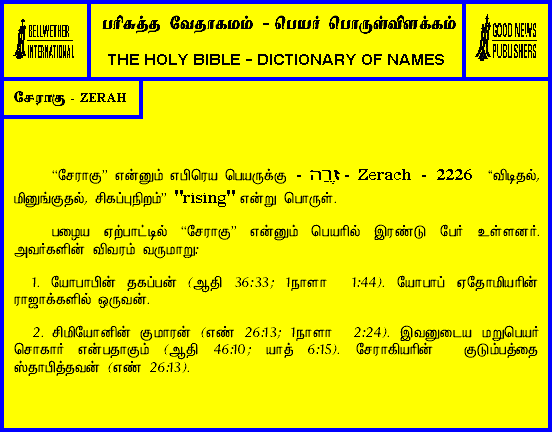 BELLWETHER
INTERNATIONAL
பரிசுத்த வேதாகமம் - பெயர் பொருள்விளக்கம்
THE HOLY BIBLE - DICTIONARY OF NAMES
GOOD NEWS
PUBLISHERS
சேராகு - ZERAH
“சேராகு” என்னும் எபிரெய பெயருக்கு - זרה - Zerach - 2226 “விடிதல்,
மினுங்குதல், சிகப்புநிறம்” "rising" என்று பொருள்.
பழைய ஏற்பாட்டில் “சேராகு” என்னும் பெயரில் இரண்டு பேர் உள்ளனர்.
அவர்களின் விவரம் வருமாறு:
1. யோபாபின் தகப்பன் (ஆதி 36:33; 1நாளா 1:44). யோபாப் ஏதோமியரின்
ராஜாக்களில் ஒருவன்.
2. சிமியோனின் குமாரன் (எண் 26:13; 1நாளா 2:24). இவனுடைய மறுபெயர்
சொகார் என்பதாகும் (ஆதி 46:10; யாத் 6:15). சேராகியரின் குடும்பத்தை
ஸ்தாபித்தவன் (எண் 26:13).